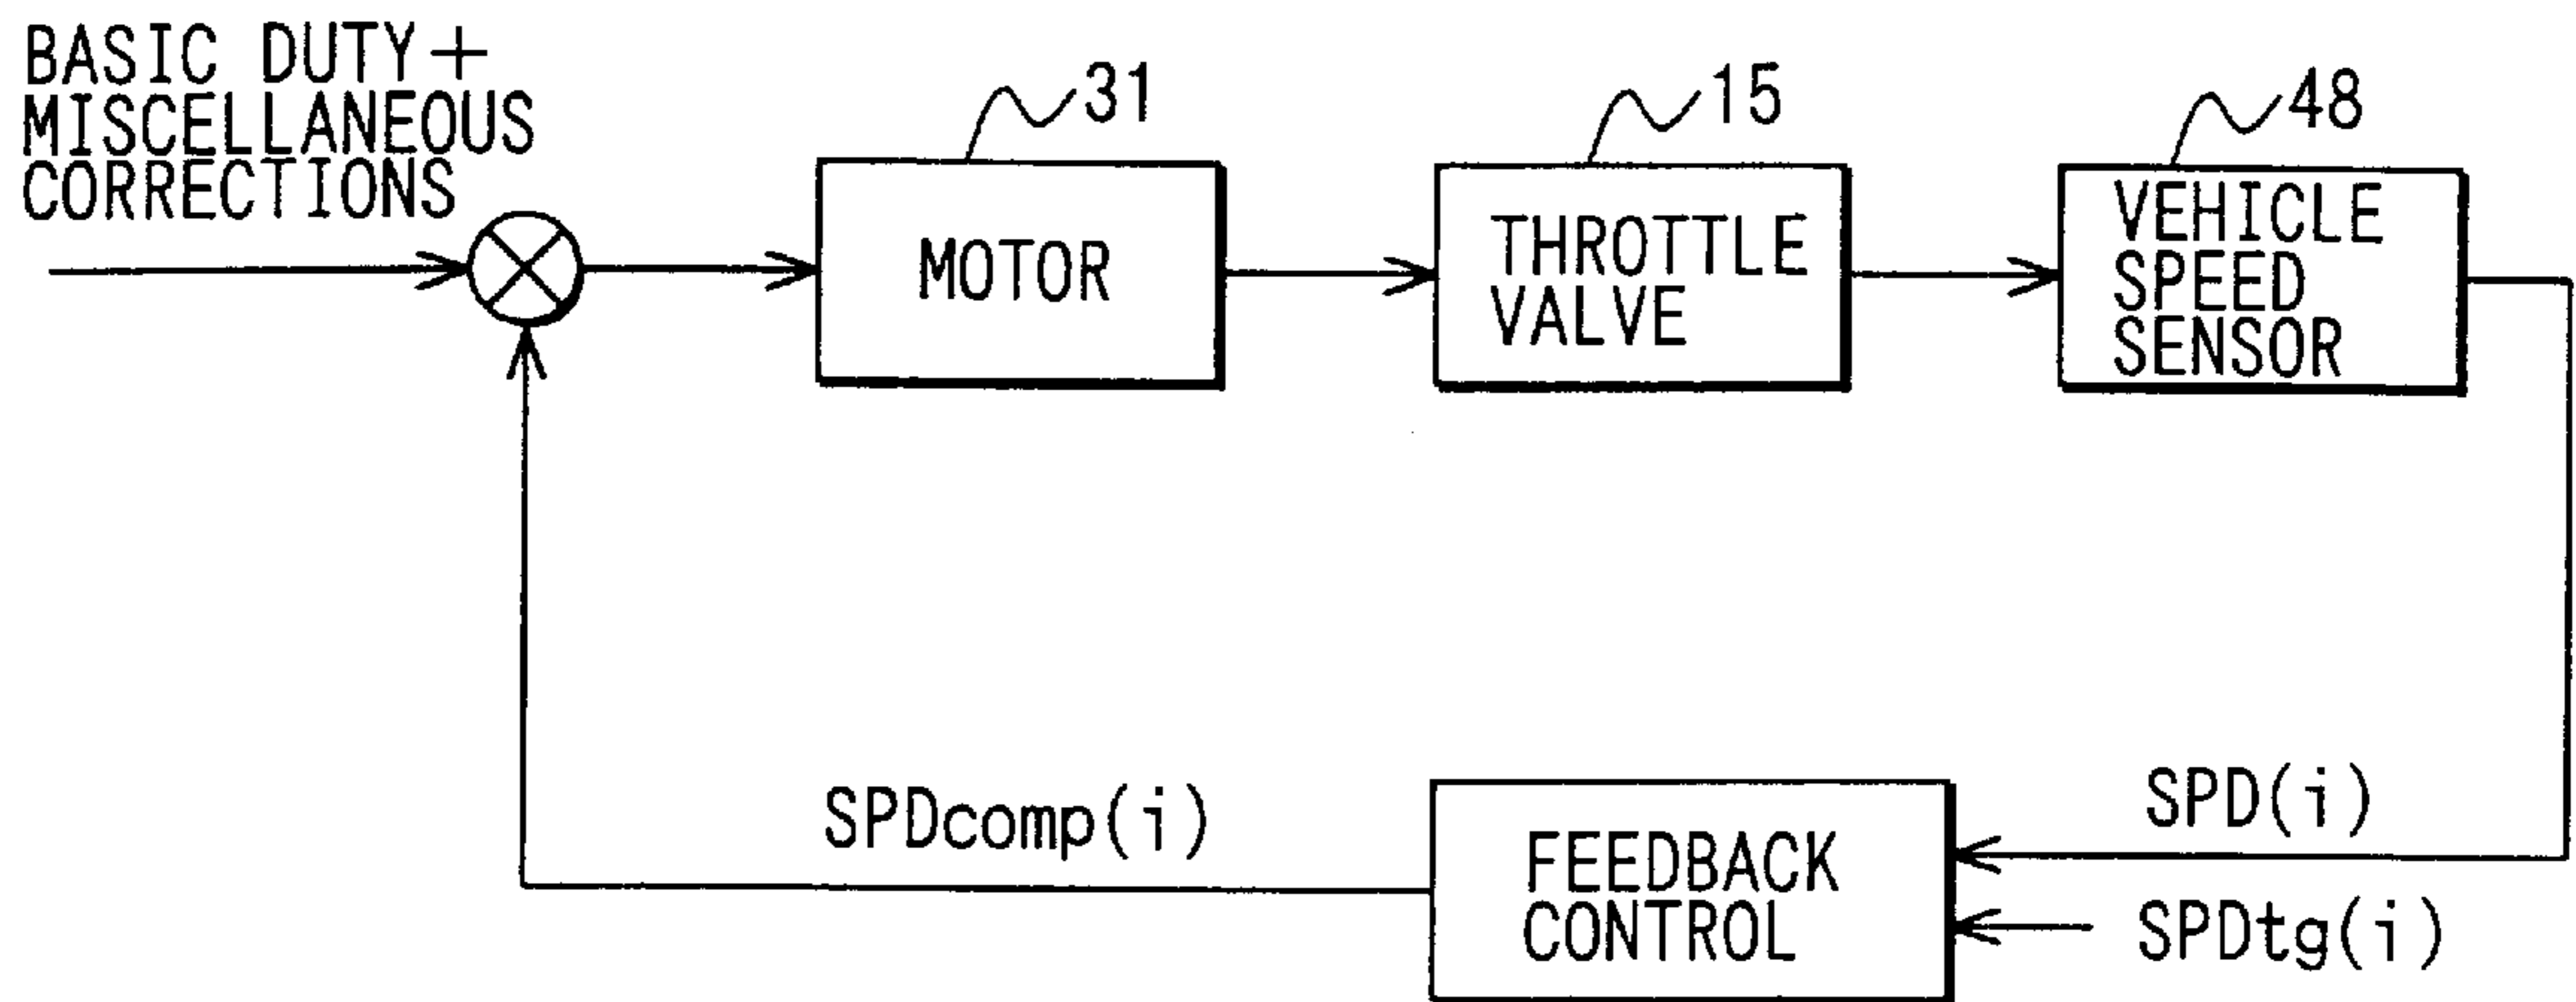 BASIC DUTY+
MISCELLANEOUS
CORRECTIONS
31
15
48
MOTOR
THROTTLE
VALVE
VEHICLE
SPEED
SENSOR
SPDcomp(i)
FEEDBACK
CONTROL
SPD(i)
SPDtg(i)